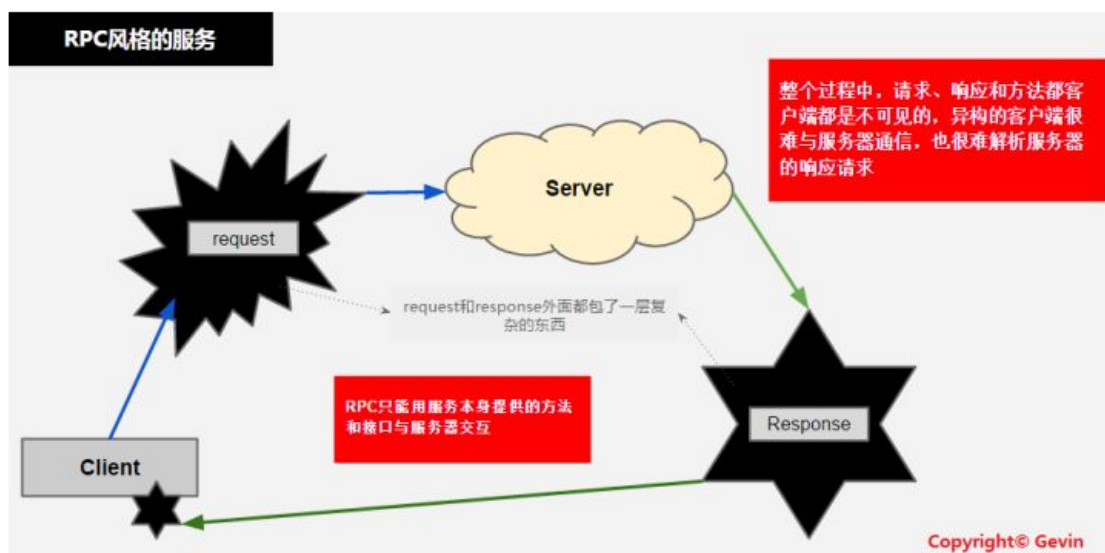 RPC风格的服务
整个过程中，请求、响应和方法都客
户端都是不可见的，异构的客户端很
难与服务器通信，也很难解析服务器
的响应请求
Server
request
request和response外面都包了一层复
杂的东西
RPC只能用服务本身提供的方法
和接口与服务器交互
Response
Client
Copyright© Gevin